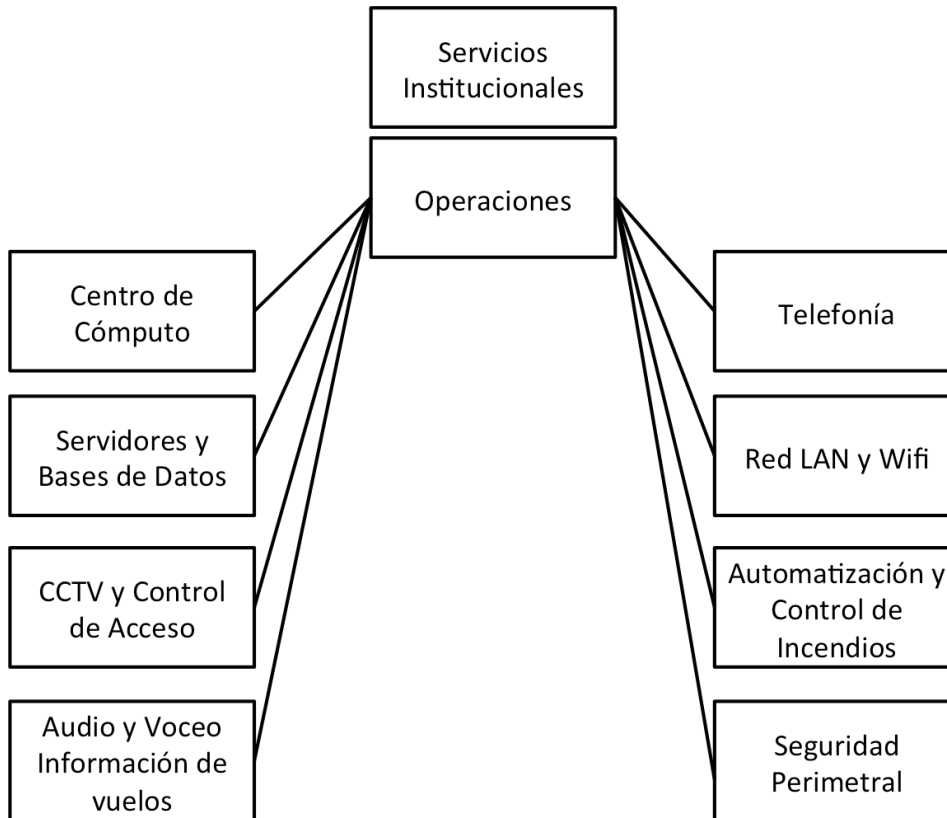 Servicios
Institucionales
Operaciones
Centro de
Cómputo
Telefonía
Servidores y
Bases de Datos
Red LAN y Wifi
CCTV y Control
de Acceso
Automatización y
Control de
Incendios
Audio y Voceo
Información de
vuelos
Seguridad
Perimetral